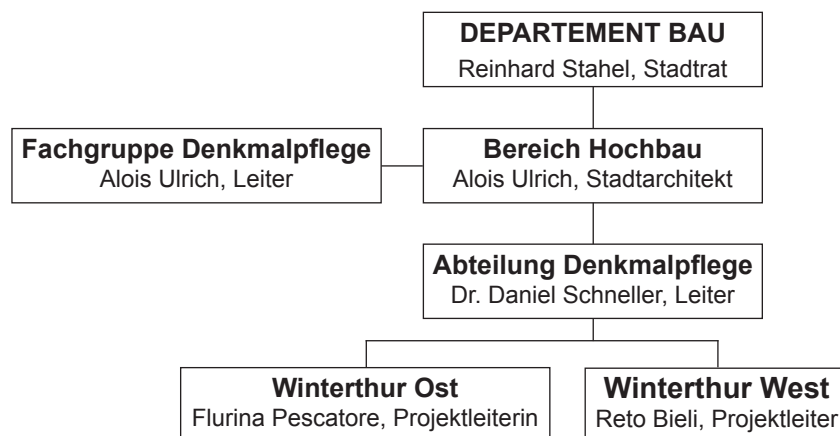 DEPARTEMENT BAU
Reinhard Stahel, Stadtrat
Fachgruppe Denkmalpflege
Alois Ulrich, Leiter
Bereich Hochbau
Alois Ulrich, Stadtarchitekt
Abteilung Denkmalpflege
Dr. Daniel Schneller, Leiter
Winterthur Ost
Flurina Pescatore, Projektleiterin
Winterthur West
Reto Bieli, Projektleiter